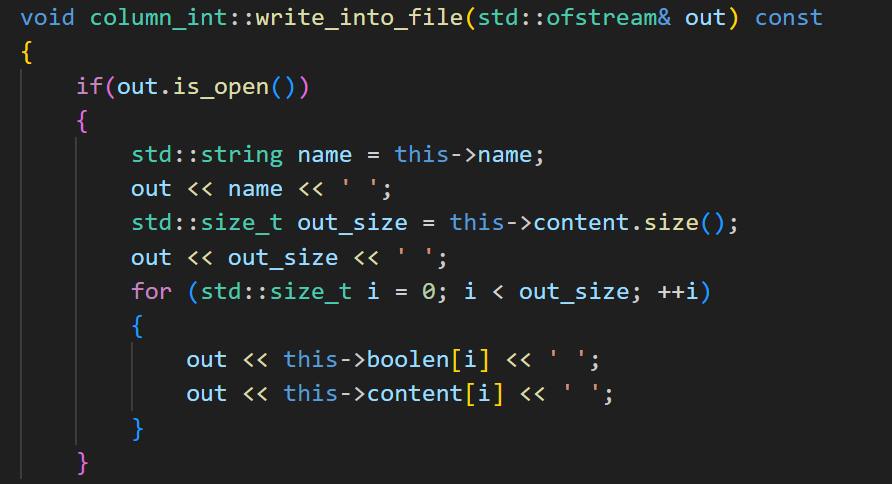 void column_int::write_into_file(std::ofstream& out) const
{
    if(out.is_open())
    {
        std::string name = this->name;
        out << name << ' ';
        std::size_t out_size = this->content.size();
        out << out_size << ' ';
        for (std::size_t i = 0; i < out_size; ++i)
        {
            out << this->boolen[i] << ' ';
            out << this->content[i] << ' ';
        }
    }